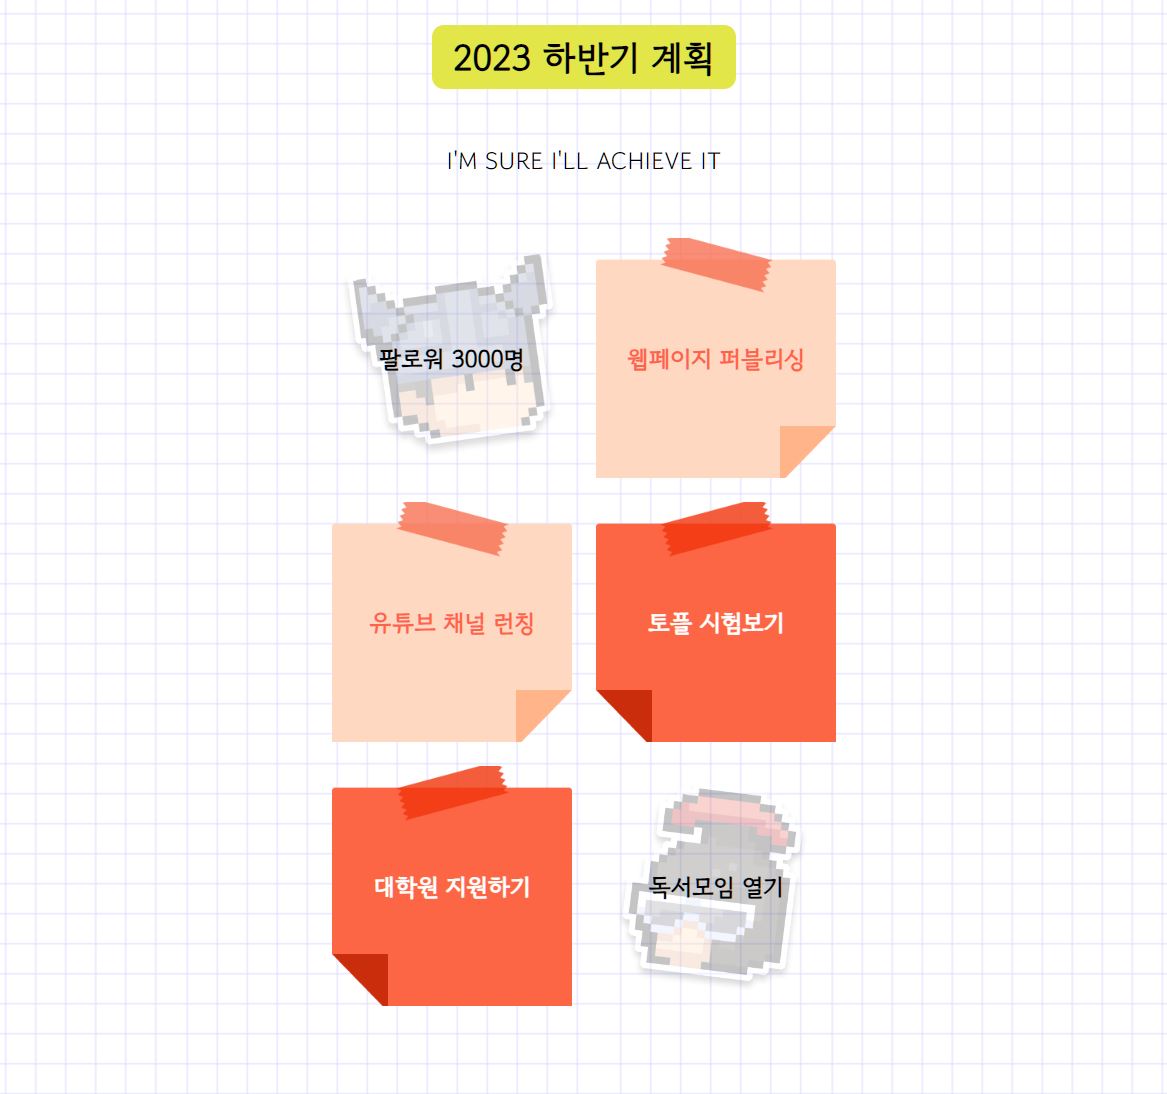 2023 하반기 계획
I'M SURE I'LL ACHIEVE IT
팔로워 3000명
웹페이지 퍼블리싱
유튜브 채널 런칭
토플 시험보기
대학원 지원하기
독서모임 열기